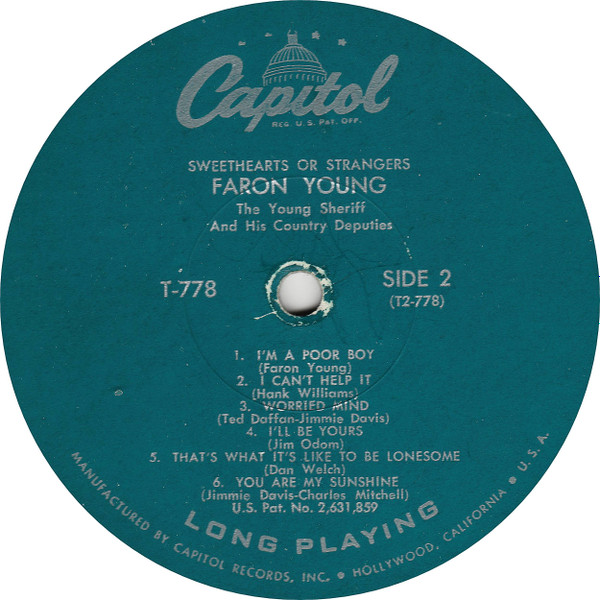 Capitol
REG. U.S. PAT. OFF.
SWEETHEARTS OR STRANGERS
FARON YOUNG
The Young Sheriff
And His Country Deputies
T-778
SIDE 2
(T2-778)
1. I'M A POOR BOY
(Faron Young)
2. I CAN'T HELP IT
(Hank Williams)
3. WORRIED MIND
(Ted Daffan-Jimmie Davis)
4. I'LL BE YOURS
(Jim Odom)
5. THAT'S WHAT IT'S LIKE TO BE LONESOME
(Dan Welch)
6. YOU ARE MY SUNSHINE
(Jimmie Davis-Charles Mitchell)
U.S. Pat. No. 2,631,859
LONG PLAYING
MANUFACTURED BY CAPITOL RECORDS, INC. • HOLLYWOOD, CALIFORNIA • U.S.A.